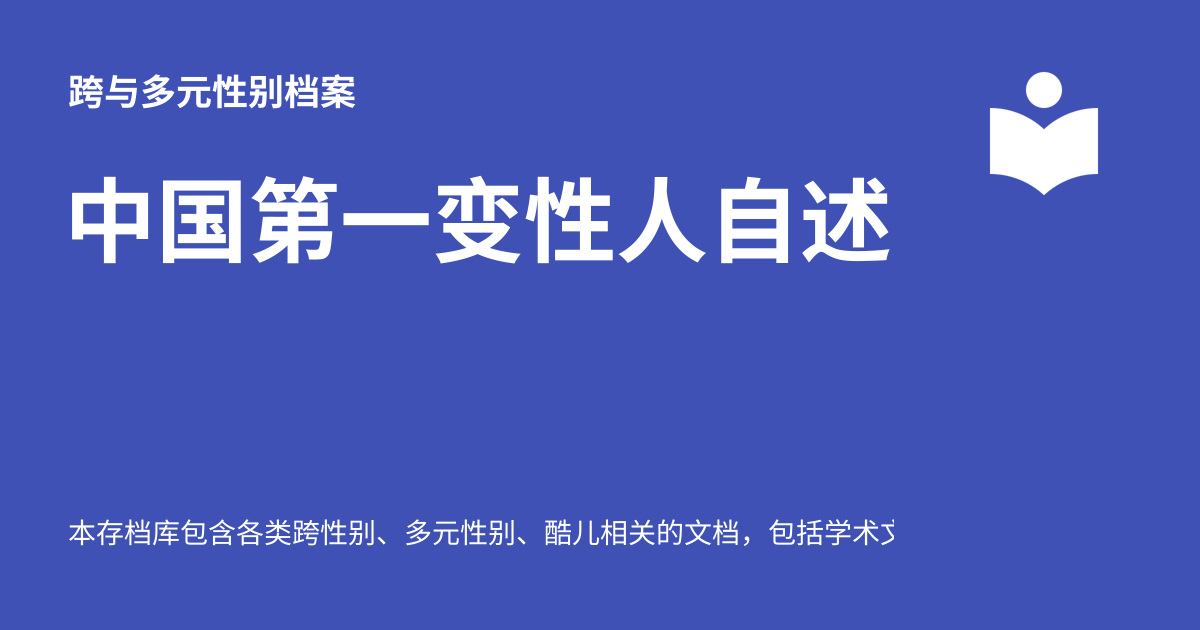 跨与多元性别档案
中国第一变性人自述
本存档库包含各类跨性别、多元性别、酷儿相关的文档，包括学术